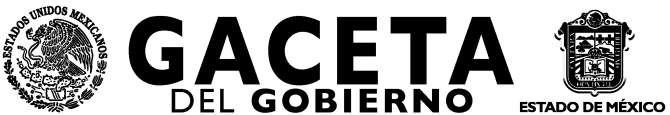 ESTADOS UNIDOS MEXICANOS
GACETA
DEL GOBIERNO
ESTADO DE MÉXICO